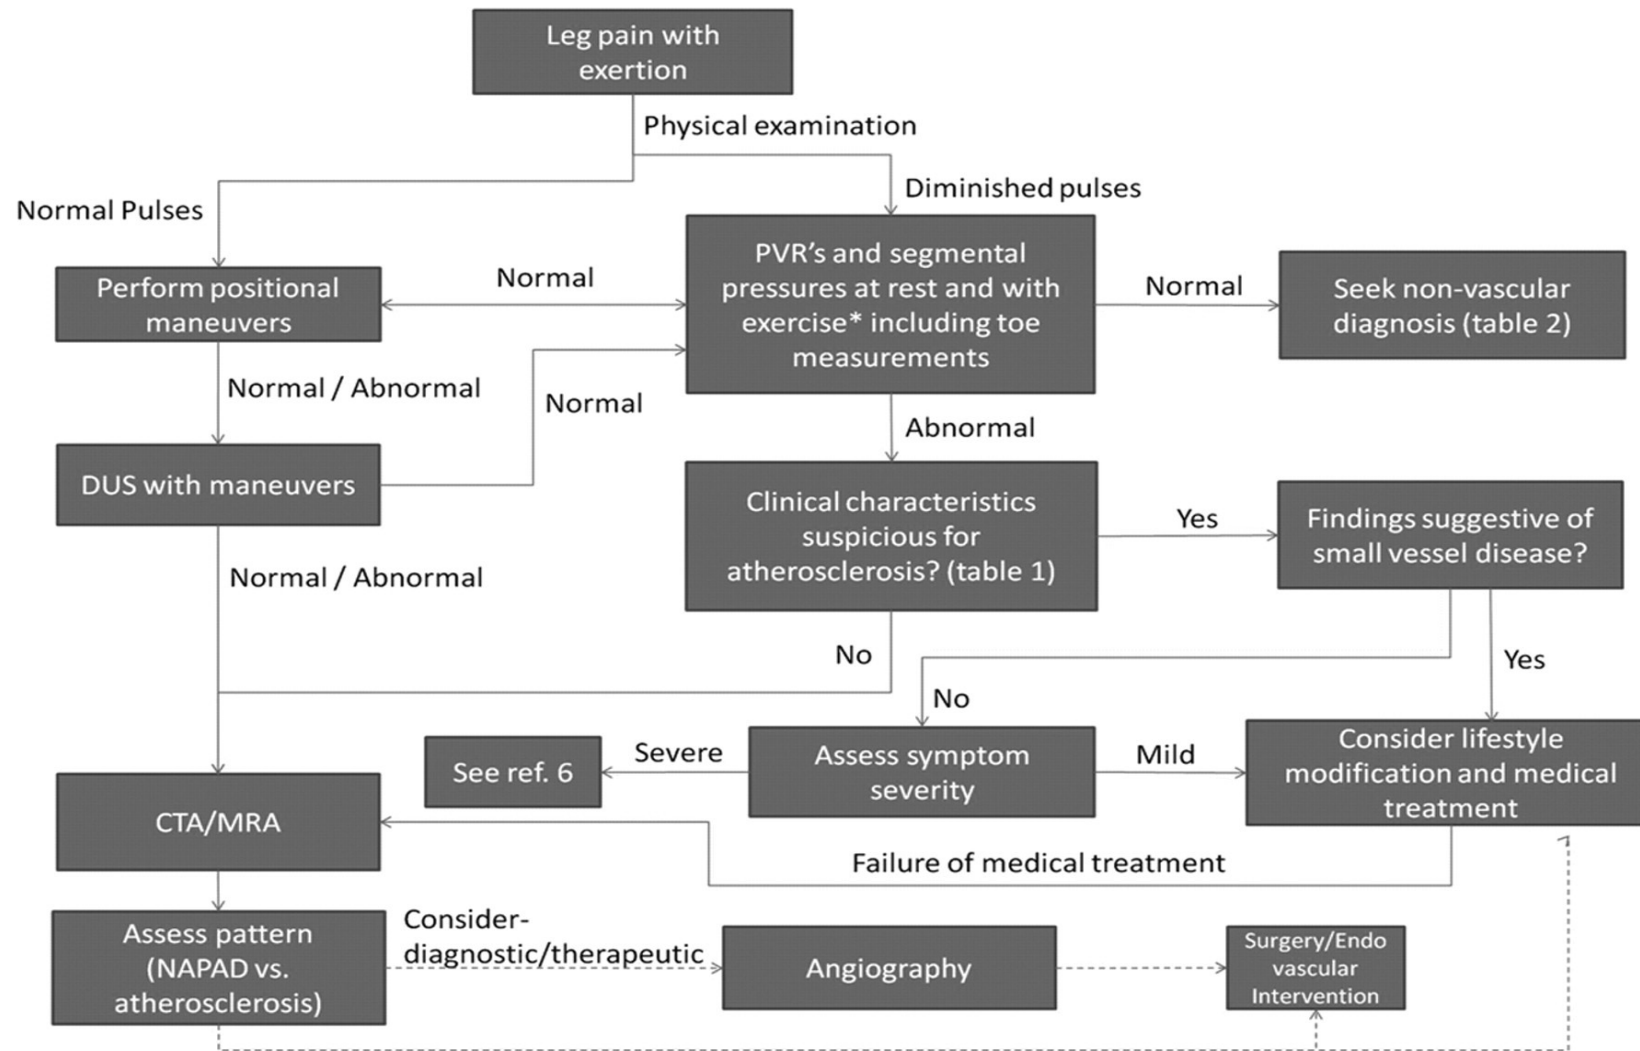 Leg pain with
exertion
Physical examination
Normal Pulses
Diminished pulses
Perform positional
maneuvers
Normal
PVR's and segmental
pressures at rest and with
exercise* including toe
measurements
Normal
Seek non-vascular
diagnosis (table 2)
Normal / Abnormal
Normal
Abnormal
DUS with maneuvers
Clinical characteristics
suspicious for
atherosclerosis? (table 1)
Yes
Findings suggestive of
small vessel disease?
Normal / Abnormal
No
Yes
No
See ref. 6
Severe
Assess symptom
severity
Mild
Consider lifestyle
modification and medical
treatment
CTA/MRA
Failure of medical treatment
Assess pattern
(NAPAD vs.
atherosclerosis)
Consider-
diagnostic/therapeutic
Angiography
Surgery/Endo
vascular
Intervention